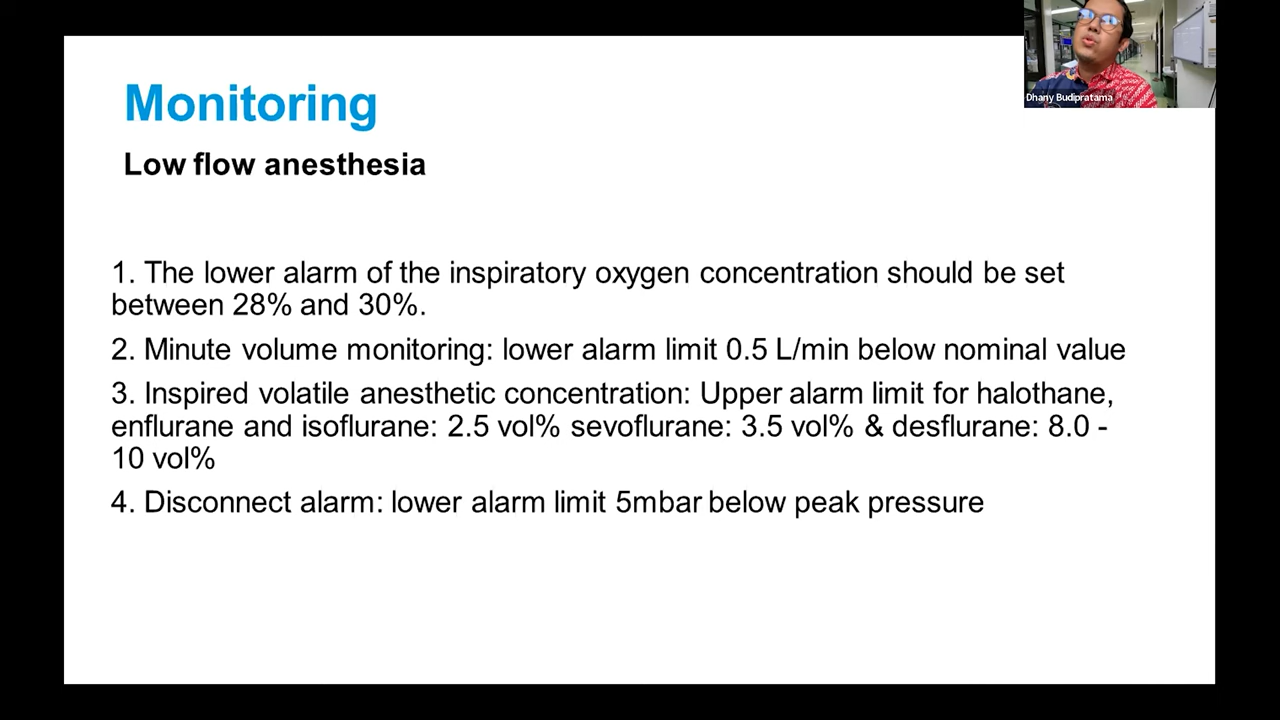 Monitoring
Dhany Budipratama
Low flow anesthesia
1. The lower alarm of the inspiratory oxygen concentration should be set
between 28% and 30%.
2. Minute volume monitoring: lower alarm limit 0.5 L/min below nominal value
3. Inspired volatile anesthetic concentration: Upper alarm limit for halothane,
enflurane and isoflurane: 2.5 vol% sevoflurane: 3.5 vol% & desflurane: 8.0 -
10 vol%
4. Disconnect alarm: lower alarm limit 5mbar below peak pressure